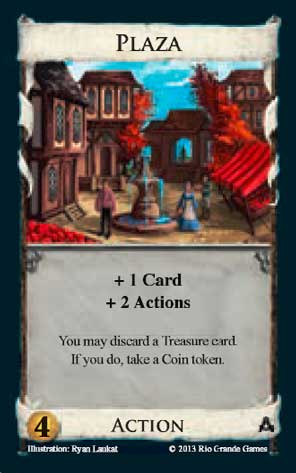 PLAZA
+ 1 Card
+ 2 Actions
You may discard a Treasure card.
If you do, take a Coin token.
4
ACTION
Illustration: Ryan Laukat
© 2013 Rio Grande Games